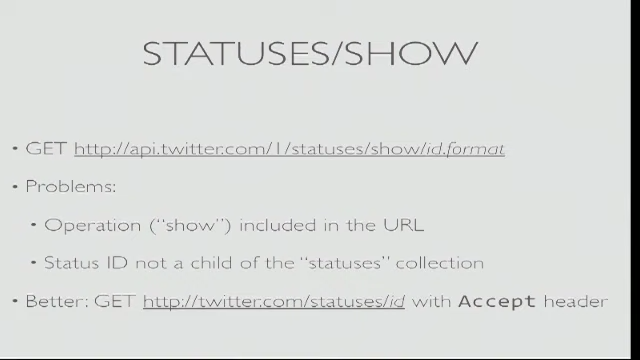 STATUSES/SHOW
• GET http://api.twitter.com/1/statuses/show/id.format
• Problems:
• Operation (“show”) included in the URL
• Status ID not a child of the “statuses” collection
• Better: GET http://twitter.com/statuses/id with Accept header